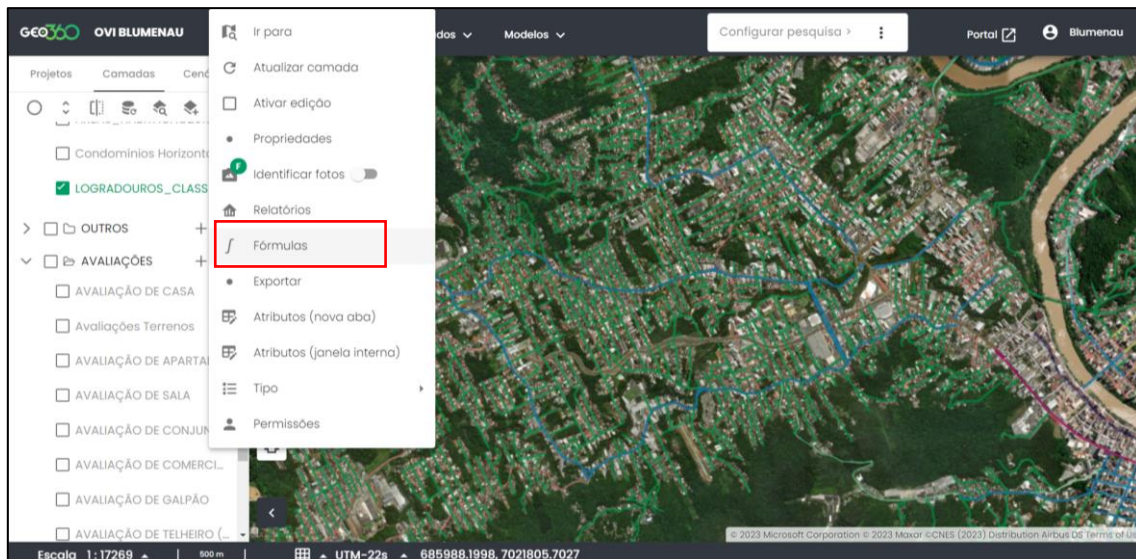 GEO360 OVI BLUMENAU
dos Modelos
Configurar pesquisa >
Portal
Blumenau
Projetos Camadas Cená
Condomínios Horizont
LOGRADOUROS_CLASS
OUTROS +
AVALIAÇÕES +
AVALIAÇÃO DE CASA
Avaliações Terrenos
AVALIAÇÃO DE APARTA
AVALIAÇÃO DE SALA
AVALIAÇÃO DE CONJUN
AVALIAÇÃO DE COMERCI...
AVALIAÇÃO DE GALPÃO
AVALIAÇÃO DE TELHEIRO (...
Ir para
Atualizar camada
Ativar edição
Propriedades
F
Identificar fotos
Relatórios
Fórmulas
Exportar
Atributos (nova aba)
Atributos (janela interna)
Tipo
Permissões
© 2023 Microsoft Corporation © 2023 Maxar ©CNES (2023) Distribution Airbus DS Terms of Us
Escala 1 : 17269 500 m UTM-22s 685988.1998, 7021805.7027